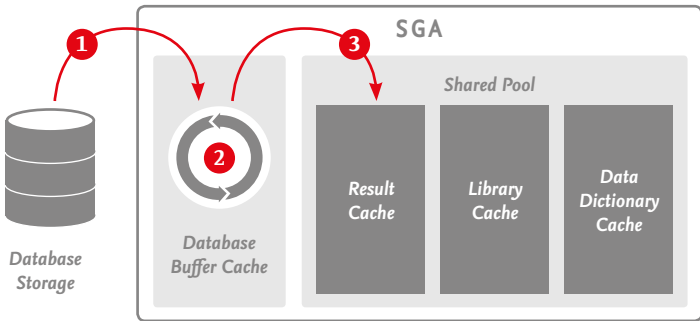 SGA
1
3
Shared Pool
2
Result
Cache
Library
Cache
Data
Dictionary
Cache
Database
Buffer Cache
Database
Storage